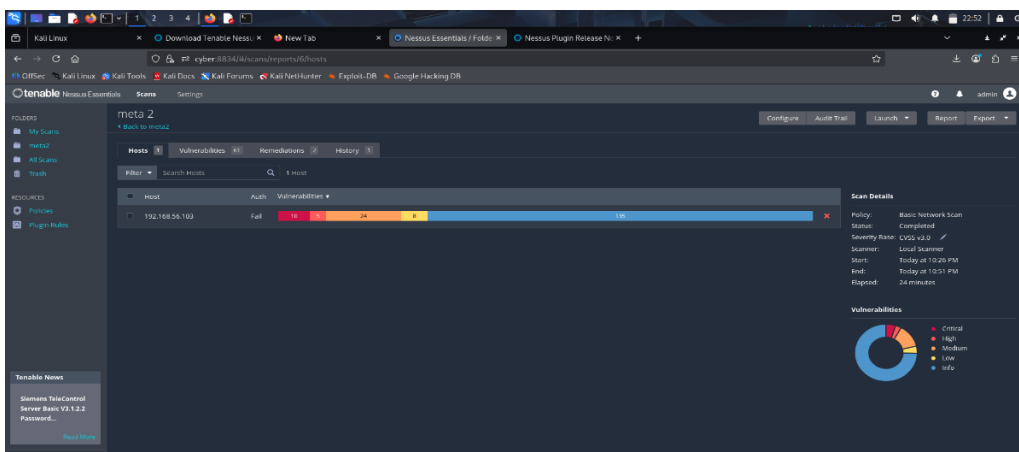 1 2 3 4
22:52
Kali Linux
Download Tenable Nessu
New Tab
Nessus Essentials / Folde
Nessus Plugin Release No
cyber:8834/#/scans/reports/6/hosts
OffSec Kali Linux Kali Tools Kali Docs Kali Forums Kali NetHunter Exploit-DB Google Hacking DB
tenable Nessus Essentials Scans Settings admin
FOLDERS
My Scans
meta2
All Scans
Trash
RESOURCES
Policies
Plugin Rules
Tenable News
Siemens TeleControl
Server Basic V3.1.2.2
Password...
Read More
meta 2
Back to meta2
Configure Audit Trail Launch Report Export
Hosts 1 Vulnerabilities 61 Remediations 2 History 1
Filter Search Hosts 1 Host
Host Auth Vulnerabilities
192.168.56.103 Fail 10 5 24 8
Scan Details
Policy: Basic Network Scan
Status: Completed
Severity Base: CVSS v3.0
Scanner: Local Scanner
Start: Today at 10:26 PM
End: Today at 10:51 PM
Elapsed: 24 minutes
Vulnerabilities
Critical
High
Medium
Low
Info